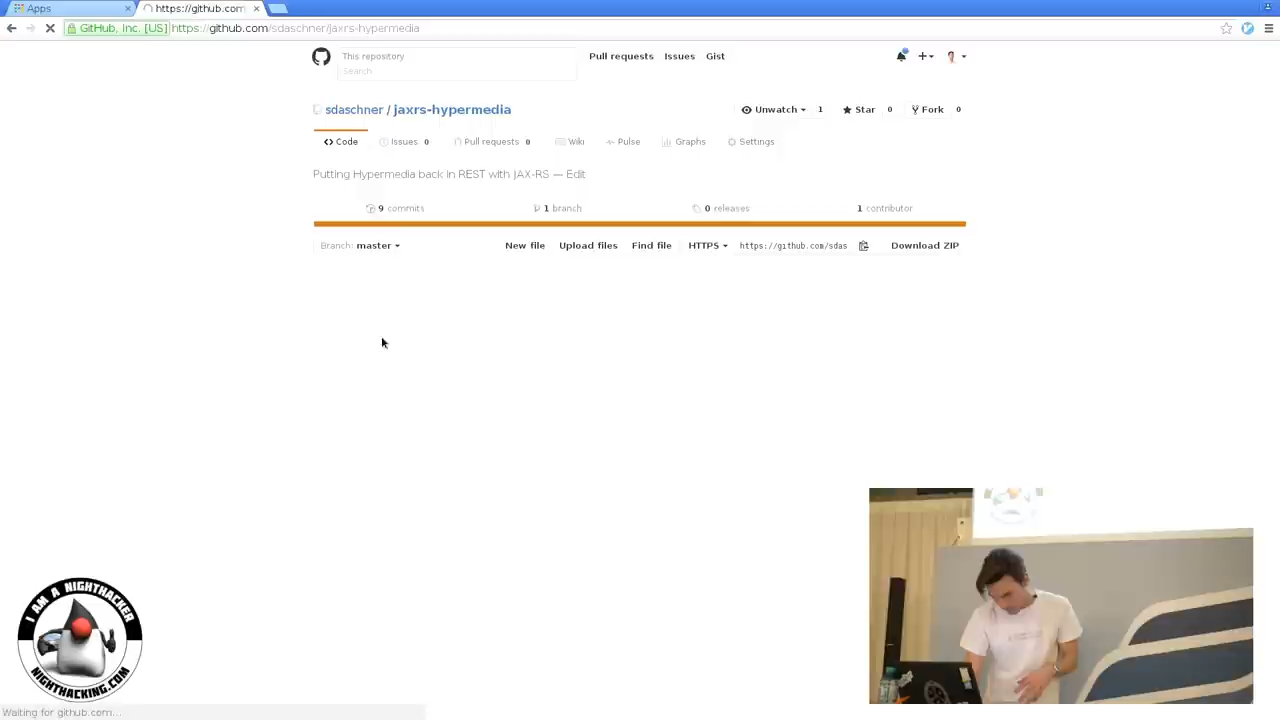 Apps
https://github.com
GitHub, Inc. [US] https://github.com/sdaschner/jaxrs-hypermedia
This repository
Search
Pull requests Issues Gist
sdaschner / jaxrs-hypermedia
Unwatch 1 Star 0 Fork 0
Code Issues 0 Pull requests 0 Wiki Pulse Graphs Settings
Putting Hypermedia back in REST with JAX-RS — Edit
9 commits 1 branch 0 releases 1 contributor
Branch: master New file Upload files Find file HTTPS https://github.com/sdas Download ZIP
I AM A NIGHTHACKER
NIGHTHACKING.COM
Waiting for github.com...